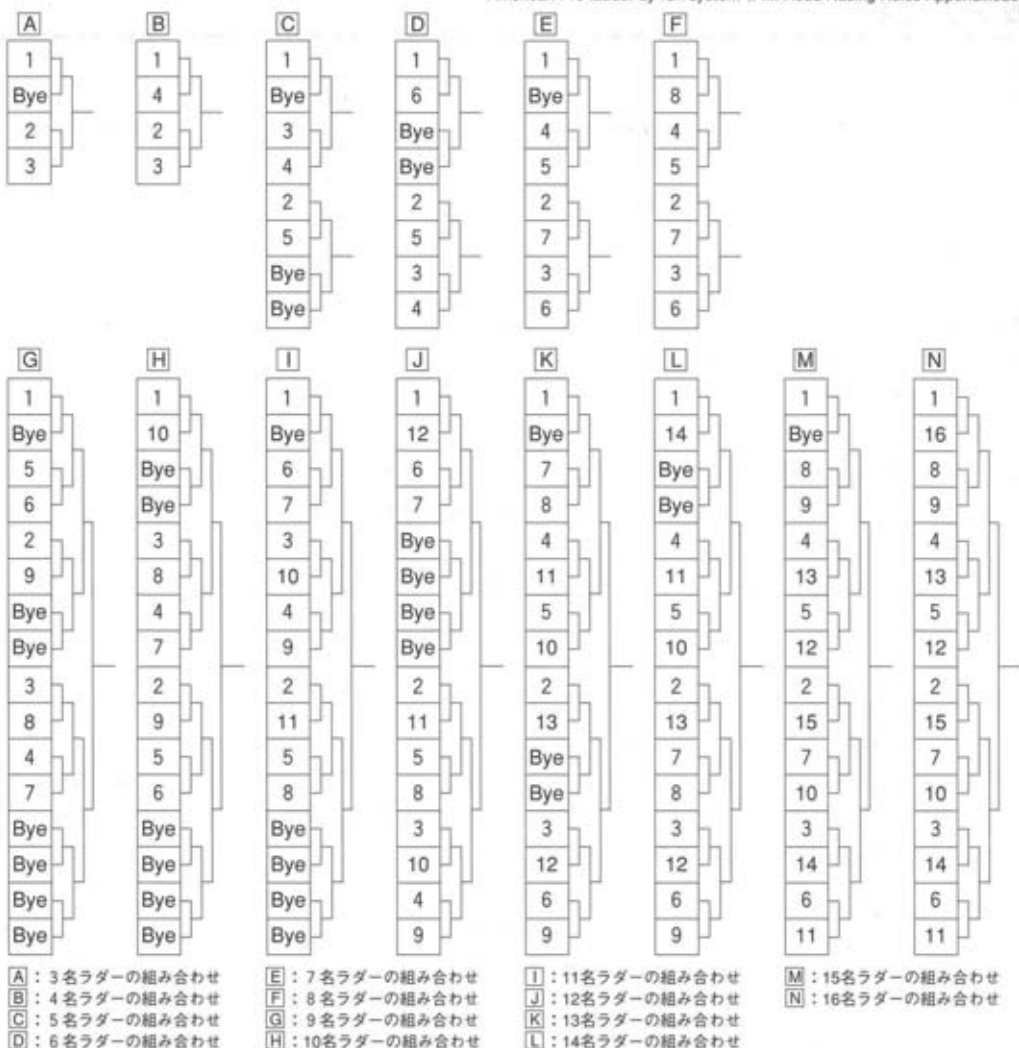 A B C D E F
1 1 1 1 1 1
Bye 4 Bye 6 Bye 8
2 2 3 Bye 4 4
3 3 4 Bye 5 5
2 2 2 2
5 5 7 7
Bye 3 3 3
Bye 4 6 6
G H I J K L M N
1 1 1 1 1 1 1 1
Bye 10 Bye 12 Bye 14 Bye 16
5 Bye 6 6 7 Bye 8 8
6 Bye 7 7 8 Bye 9 9
2 3 3 Bye 4 4 4 4
9 8 10 Bye 11 11 13 13
Bye 4 4 Bye 5 5 5 5
Bye 7 9 Bye 10 10 12 12
3 2 2 2 2 2 2 2
8 9 11 11 13 13 15 15
4 5 5 5 Bye 7 7 7
7 6 8 8 Bye 8 10 10
Bye Bye Bye 3 3 3 3 3
Bye Bye Bye 10 12 12 14 14
Bye Bye Bye 4 6 6 6 6
Bye Bye Bye 9 9 9 11 11
A：3名ラダーの組み合わせ
B：4名ラダーの組み合わせ
C：5名ラダーの組み合わせ
D：6名ラダーの組み合わせ
E：7名ラダーの組み合わせ
F：8名ラダーの組み合わせ
G：9名ラダーの組み合わせ
H：10名ラダーの組み合わせ
I：11名ラダーの組み合わせ
J：12名ラダーの組み合わせ
K：13名ラダーの組み合わせ
L：14名ラダーの組み合わせ
M：15名ラダーの組み合わせ
N：16名ラダーの組み合わせ